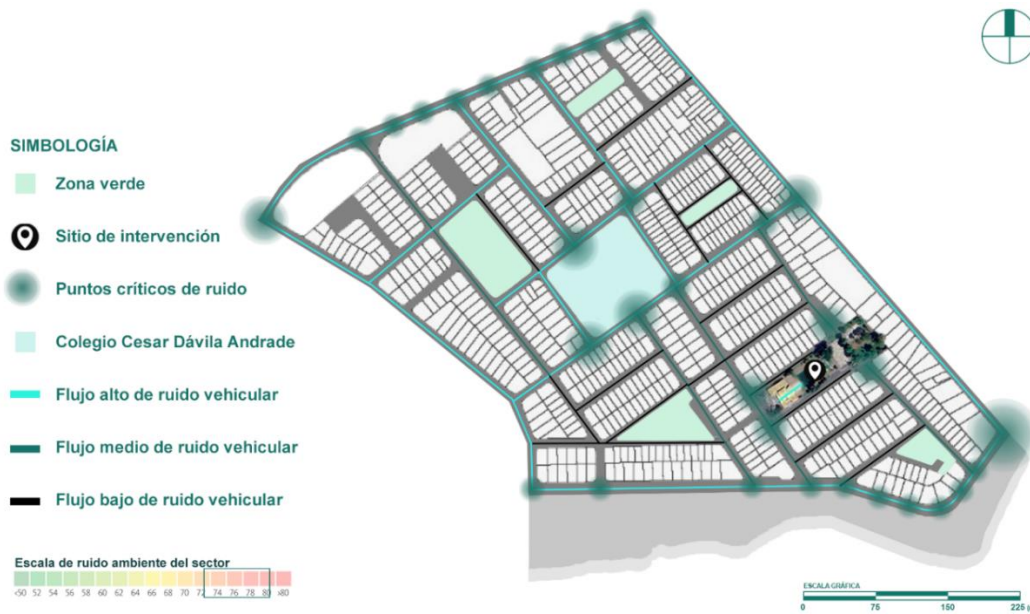 SIMBOLOGÍA
Zona verde
Sitio de intervención
Puntos críticos de ruido
Colegio Cesar Dávila Andrade
Flujo alto de ruido vehicular
Flujo medio de ruido vehicular
Flujo bajo de ruido vehicular
Escala de ruido ambiente del sector
<50 52 54 56 58 60 62 64 66 68 70 72 74 76 78 80 >80
ESCALA GRÁFICA
0 75 150 225